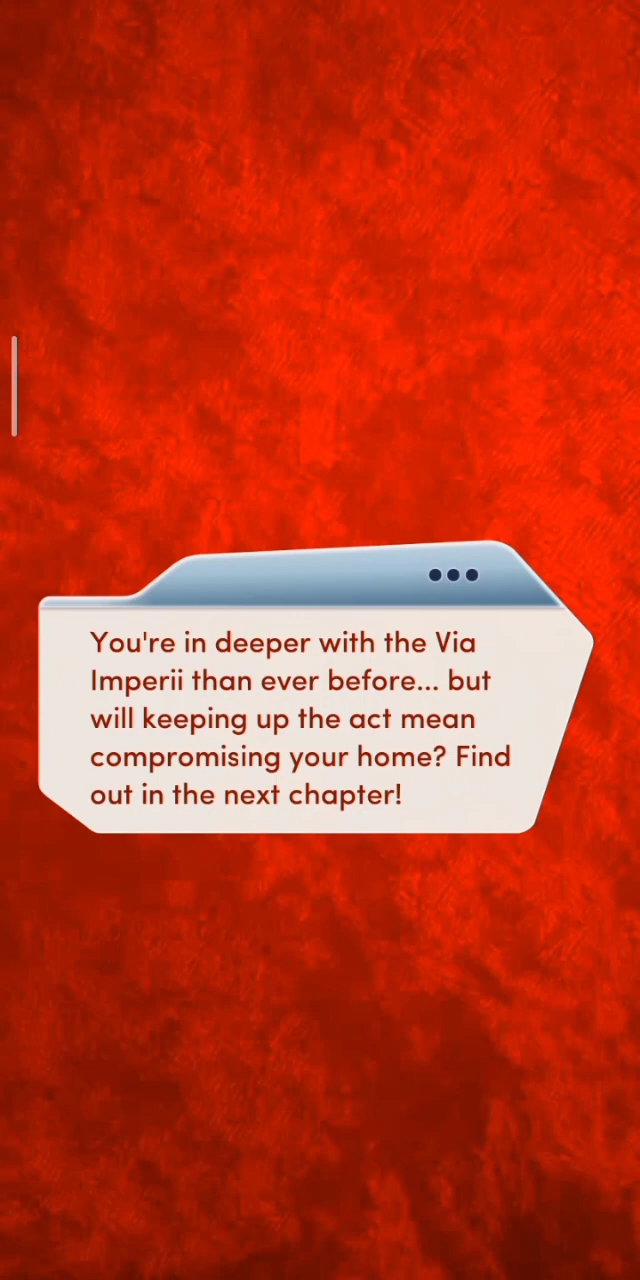 You're in deeper with the Via
Imperii than ever before... but
will keeping up the act mean
compromising your home? Find
out in the next chapter!